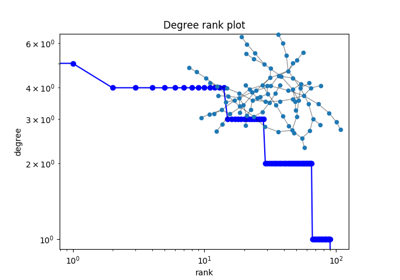 Degree rank plot
6 × 10⁰
4 × 10⁰
3 × 10⁰
2 × 10⁰
10⁰
degree
10⁰ 10¹ 10²
rank